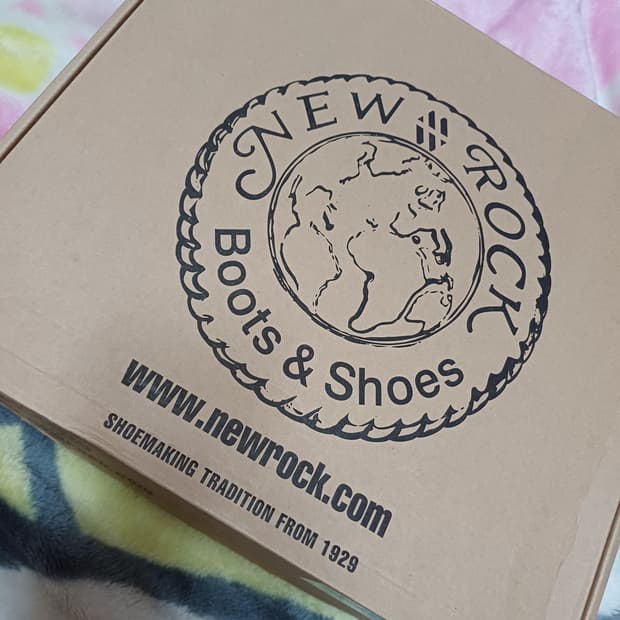 NEW ROCK
Boots & Shoes
www.newrock.com
SHOEMAKING TRADITION FROM 1929